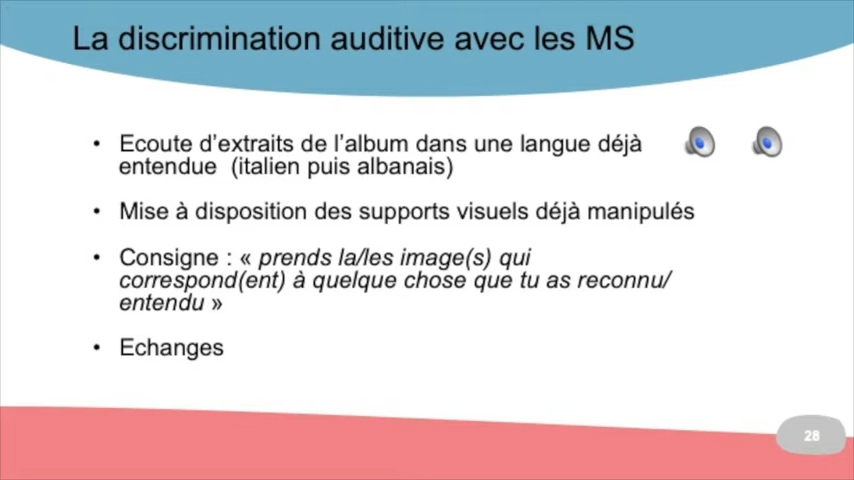 La discrimination auditive avec les MS
• Ecoute d'extraits de l'album dans une langue déjà
entendue (italien puis albanais)
• Mise à disposition des supports visuels déjà manipulés
• Consigne : « prends la/les image(s) qui
correspond(ent) à quelque chose que tu as reconnu/
entendu »
• Echanges
28